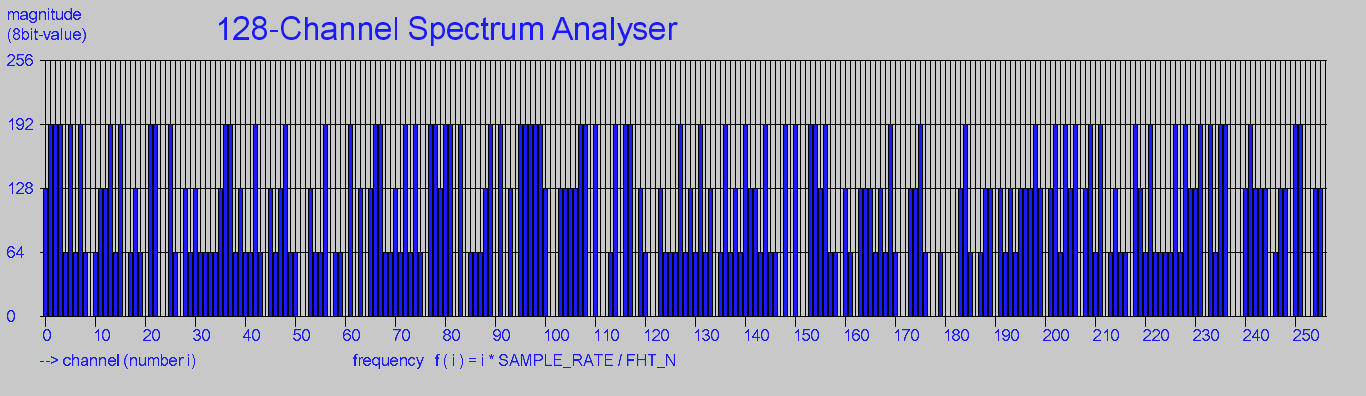 magnitude
(8bit-value)
128-Channel Spectrum Analyser
256
192
128
64
0
0 10 20 30 40 50 60 70 80 90 100 110 120 130 140 150 160 170 180 190 200 210 220 230 240 250
--> channel (number i)
frequency f ( i ) = i * SAMPLE_RATE / FHT_N